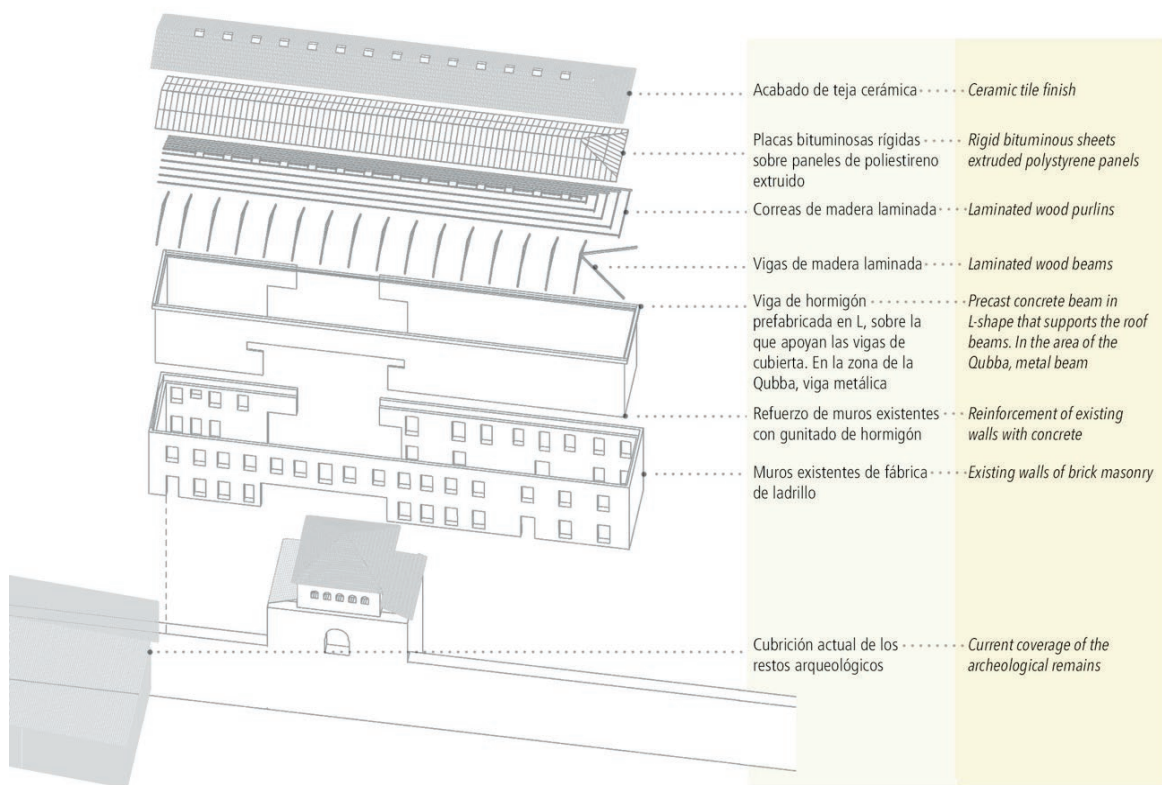 Acabado de teja cerámica
Ceramic tile finish
Placas bituminosas rígidas
sobre paneles de poliestireno
extruido
Rigid bituminous sheets
extruded polystyrene panels
Correas de madera laminada
Laminated wood purlins
Vigas de madera laminada
Laminated wood beams
Viga de hormigón
prefabricada en L, sobre la
que apoyan las vigas de
cubierta. En la zona de la
Qubba, viga metálica
Precast concrete beam in
L-shape that supports the roof
beams. In the area of the
Qubba, metal beam
Refuerzo de muros existentes
con gunitado de hormigón
Reinforcement of existing
walls with concrete
Muros existentes de fábrica
de ladrillo
Existing walls of brick masonry
Cubrición actual de los
restos arqueológicos
Current coverage of the
archeological remains